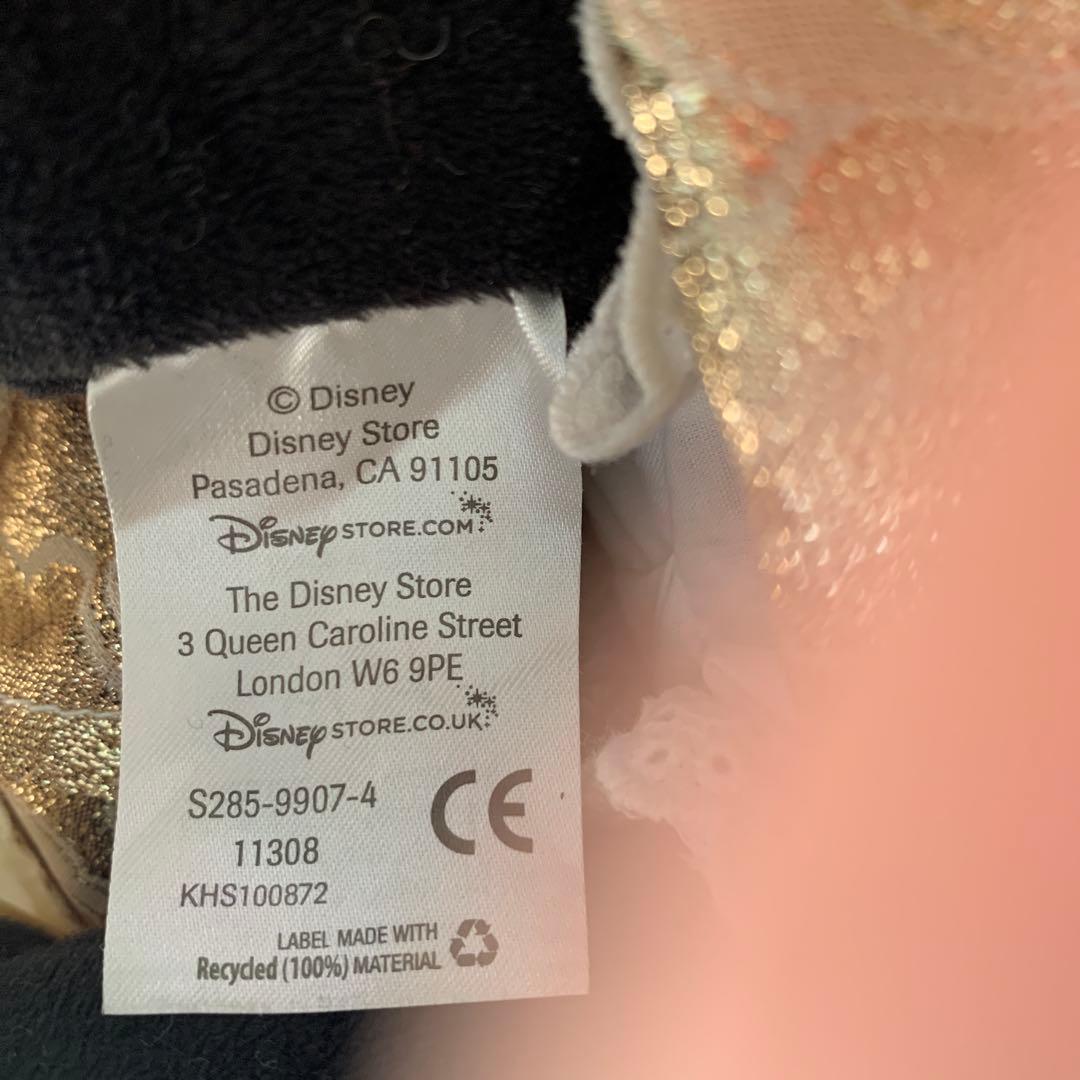 © Disney
Disney Store
Pasadena, CA 91105
DISNEY STORE.COM
The Disney Store
3 Queen Caroline Street
London W6 9PE
DISNEY STORE.CO.UK
S285-9907-4
CE
11308
KHS100872
LABEL MADE WITH
Recycled (100%) MATERIAL